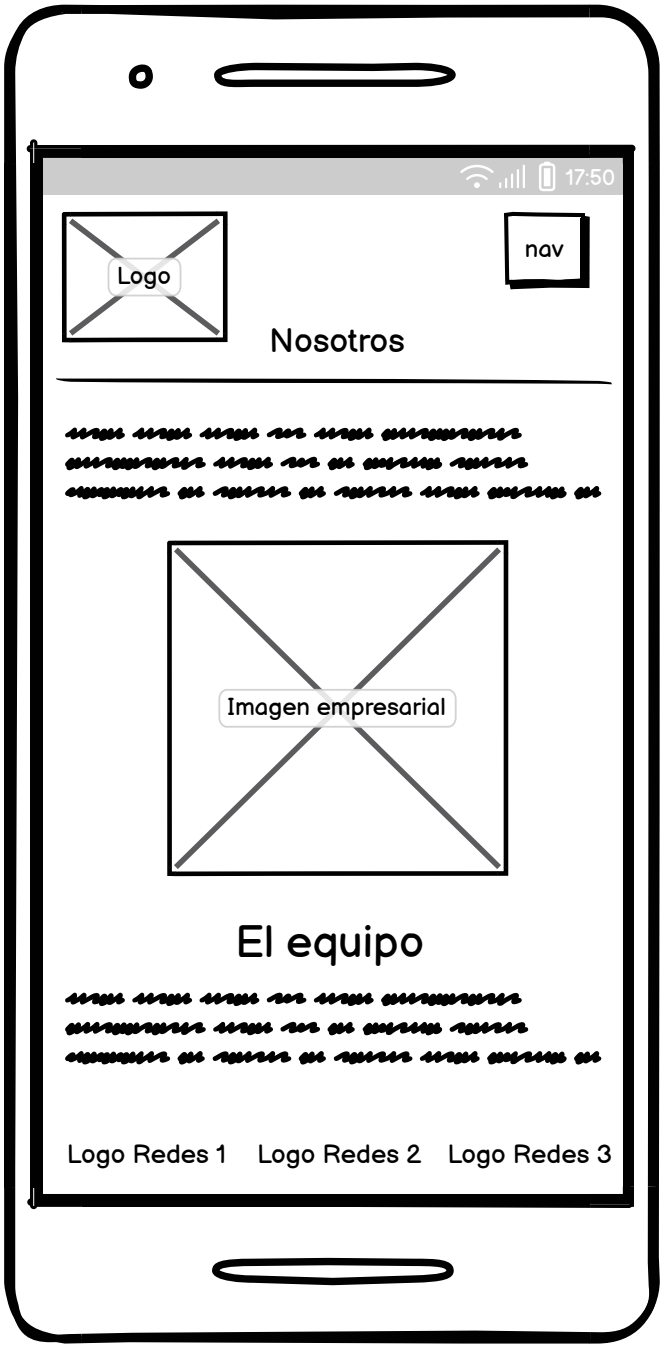 17:50
Logo
nav
Nosotros
Imagen empresarial
El equipo
Logo Redes 1 Logo Redes 2 Logo Redes 3